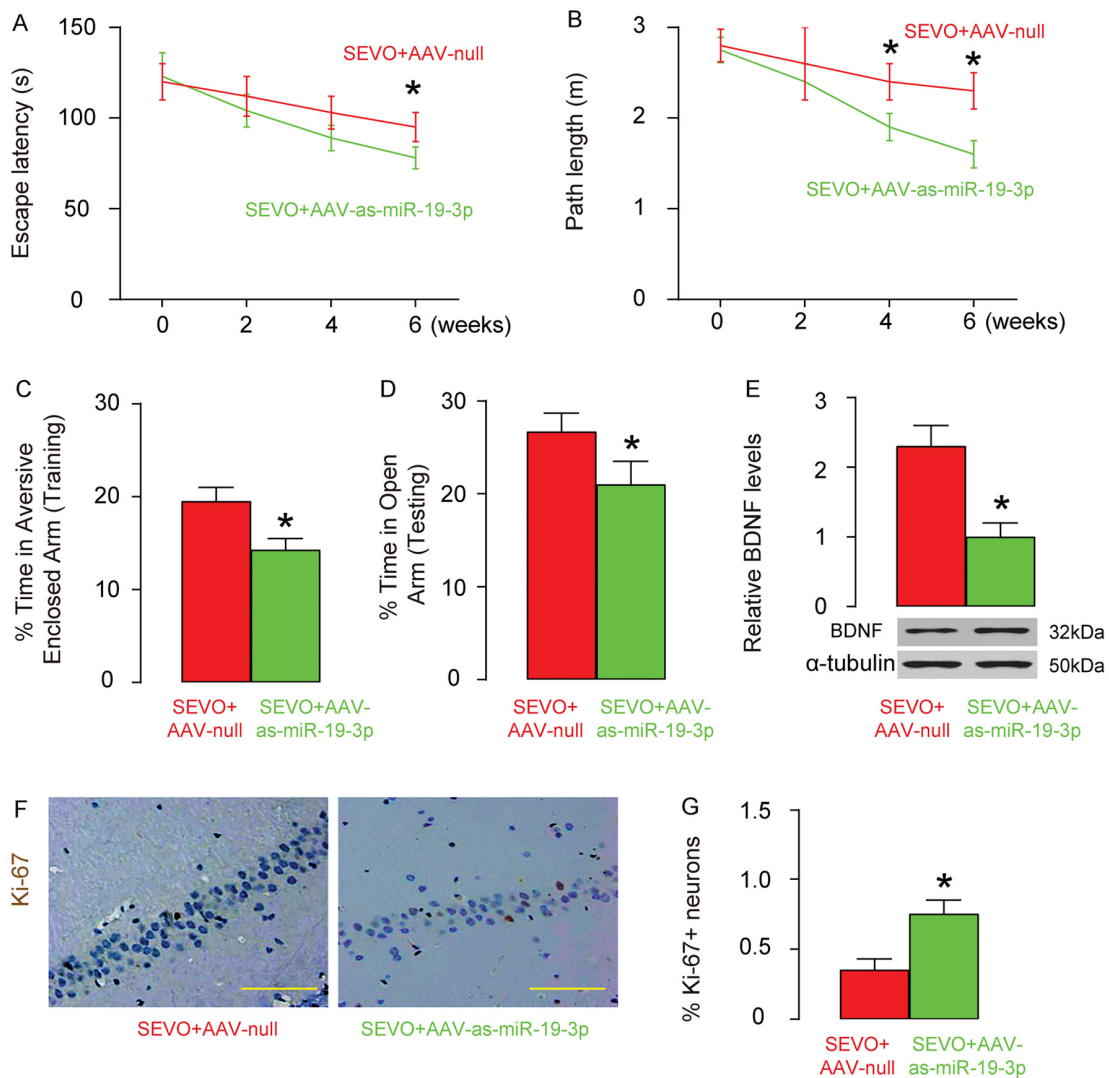 A
Escape latency (s)
150
100
50
0
SEVO+AAV-null
*
SEVO+AAV-as-miR-19-3p
0 2 4 6 (weeks)
B
Path length (m)
3
2
1
0
SEVO+AAV-null
* *
SEVO+AAV-as-miR-19-3p
0 2 4 6 (weeks)
C
% Time in Aversive
Enclosed Arm (Training)
30
20
10
0
*
SEVO+ SEVO+AAV-
AAV-null as-miR-19-3p
D
% Time in Open
Arm (Testing)
30
20
10
0
*
SEVO+ SEVO+AAV-
AAV-null as-miR-19-3p
E
Relative BDNF levels
3
2
1
0
*
BDNF 32kDa
α-tubulin 50kDa
SEVO+ SEVO+AAV-
AAV-null as-miR-19-3p
F
Ki-67
SEVO+AAV-null SEVO+AAV-as-miR-19-3p
G
% Ki-67+ neurons
1.5
1.0
0.5
0
*
SEVO+ SEVO+AAV-
AAV-null as-miR-19-3p